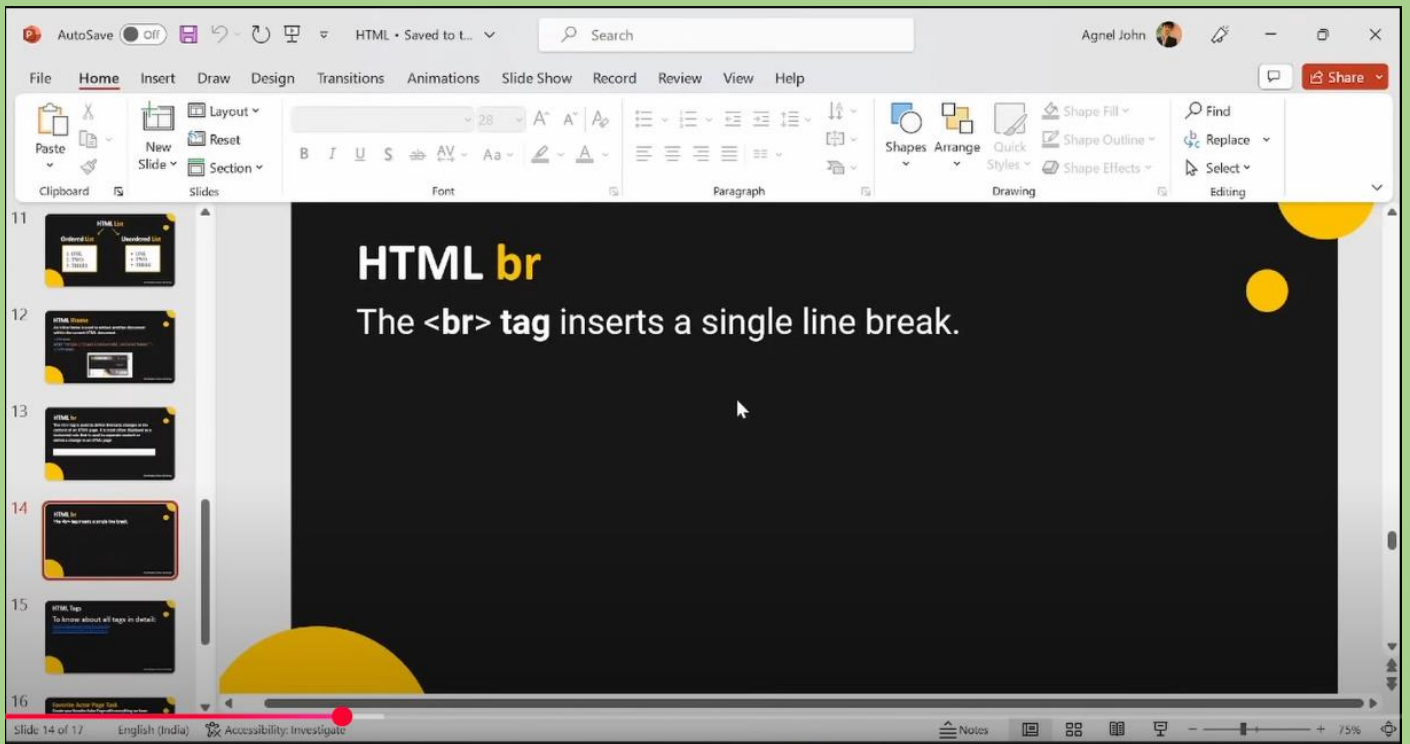 AutoSave Off HTML • Saved to t... Search Agnel John
File Home Insert Draw Design Transitions Animations Slide Show Record Review View Help Share
Paste
New Slide
Layout
Reset
Section
28
B I U S ab AV Aa A
Shapes Arrange Quick Styles
Shape Fill
Shape Outline
Shape Effects
Find
Replace
Select
Clipboard Slides Font Paragraph Drawing Editing
11
HTML List
Ordered List Unordered List
12
HTML Iframe
13
HTML hr
14
HTML br
The <br> tag inserts a single line break.
15
HTML Tags
To know about all tags in detail:
16
Favorite Actor Page Task
HTML br
The <br> tag inserts a single line break.
Slide 14 of 17 English (India) Accessibility: Investigate Notes 75%